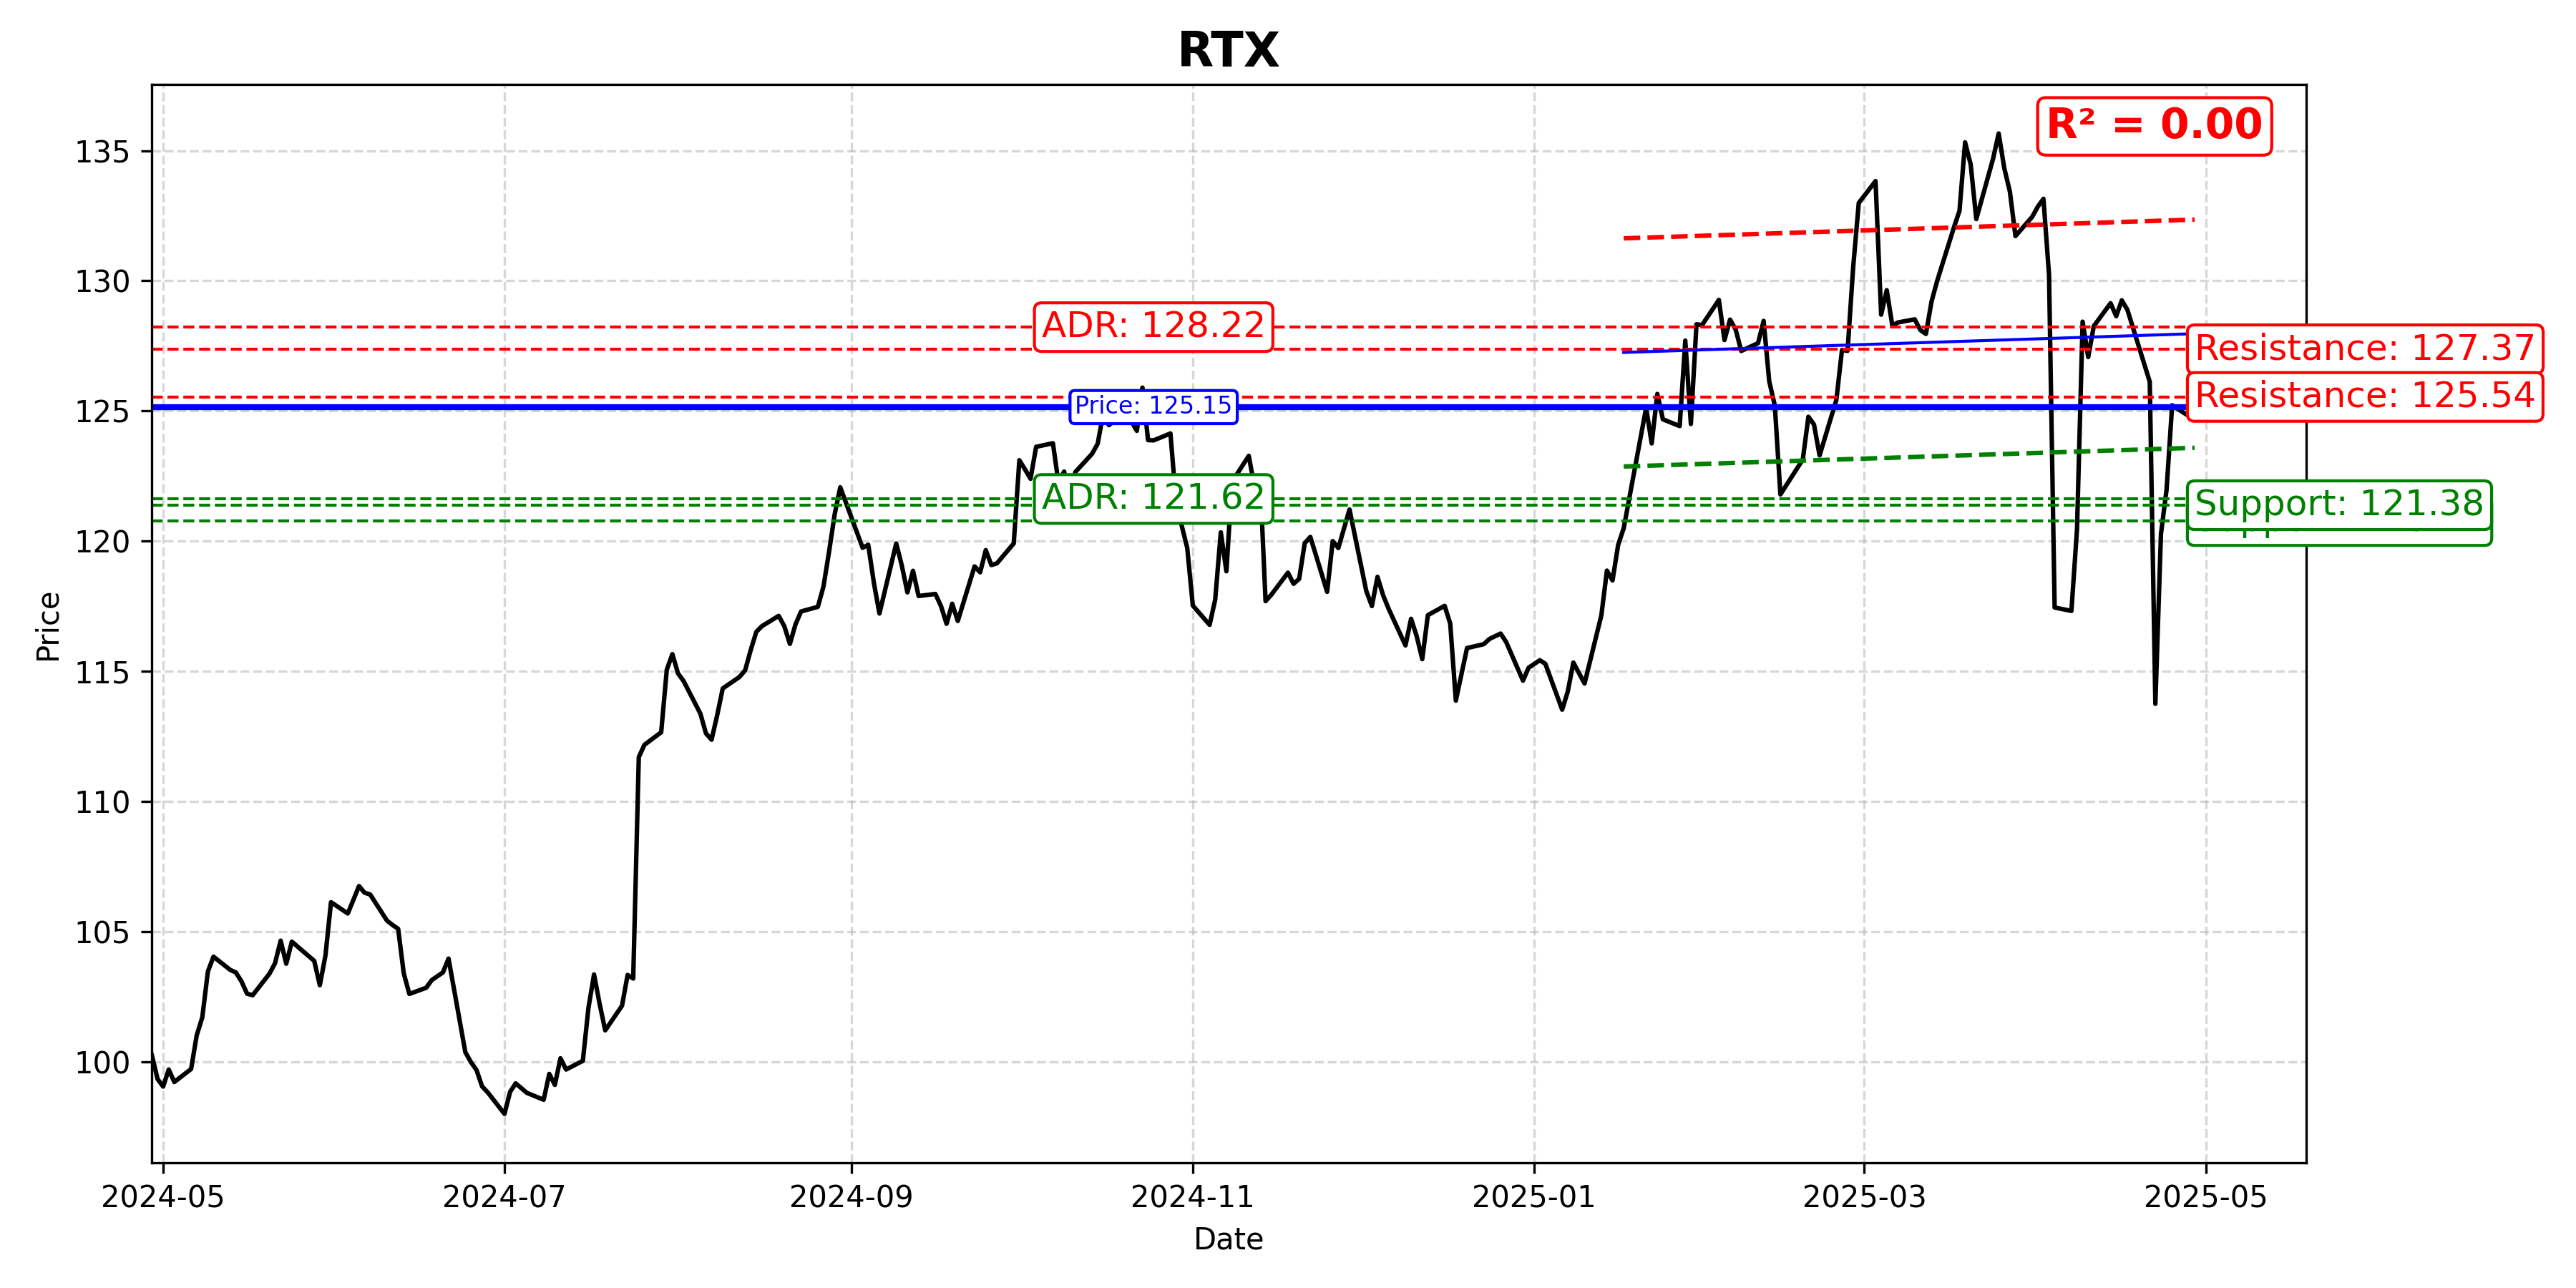 RTX
R² = 0.00
135
130
125
120
115
110
105
100
Price
ADR: 128.22
Resistance: 127.37
Resistance: 125.54
Price: 125.15
ADR: 121.62
Support: 121.38
2024-05
2024-07
2024-09
2024-11
2025-01
2025-03
2025-05
Date